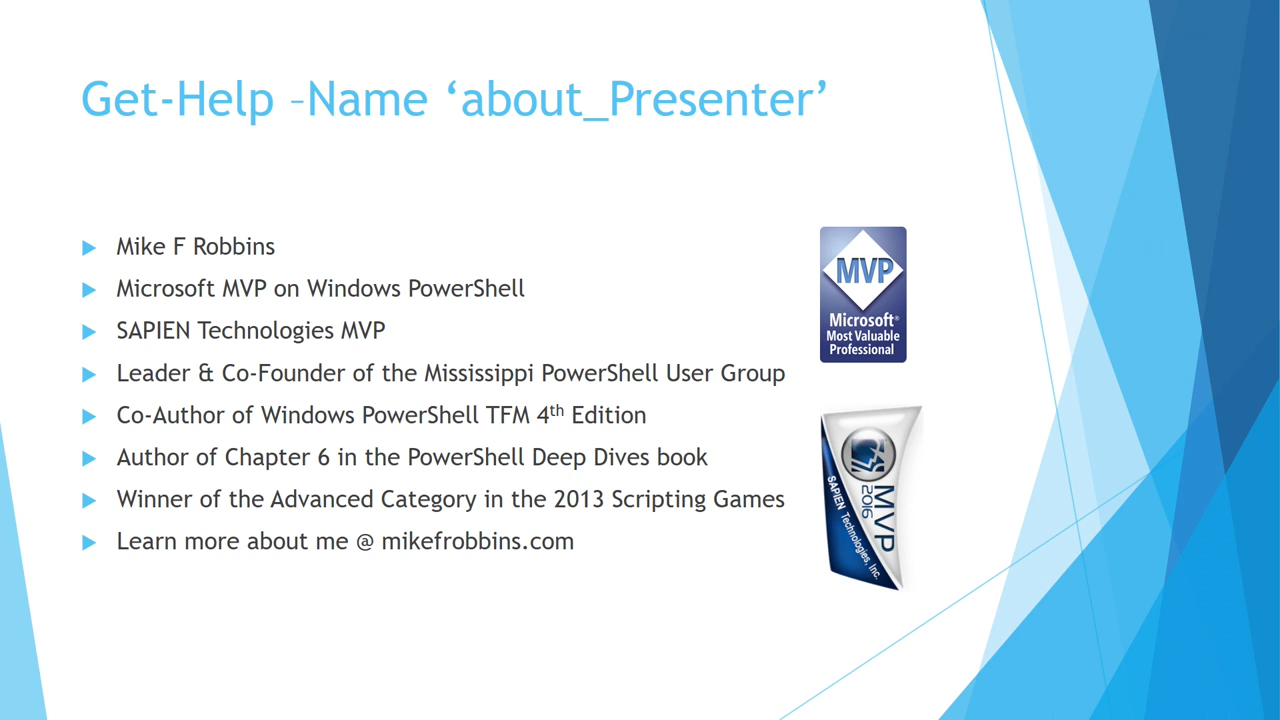 Get-Help –Name ‘about_Presenter’
Mike F Robbins
Microsoft MVP on Windows PowerShell
SAPIEN Technologies MVP
Leader & Co-Founder of the Mississippi PowerShell User Group
Co-Author of Windows PowerShell TFM 4th Edition
Author of Chapter 6 in the PowerShell Deep Dives book
Winner of the Advanced Category in the 2013 Scripting Games
Learn more about me @ mikefrobbins.com
MVP
Microsoft®
Most Valuable
Professional
MVP
2016
SAPIEN Technologies, Inc.